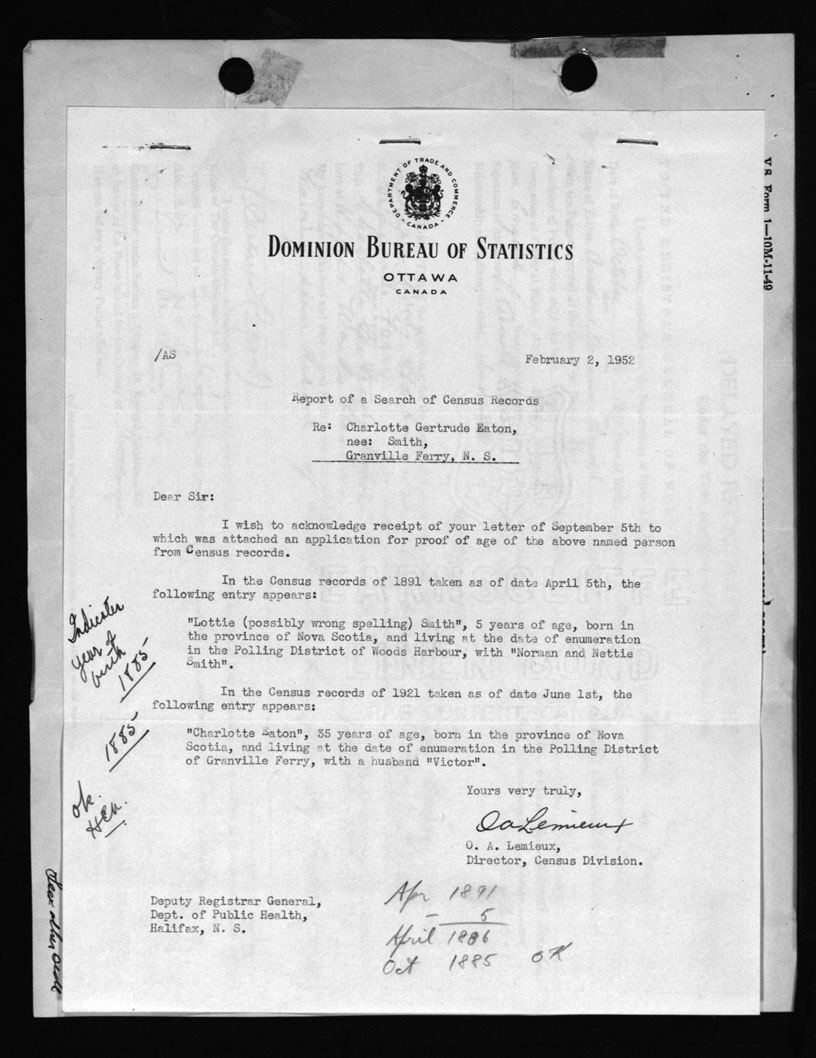 DEPARTMENT OF TRADE AND COMMERCE
CANADA
DOMINION BUREAU OF STATISTICS
OTTAWA
CANADA
V.S. Form 1—10M-11-49
/AS
February 2, 1952
Report of a Search of Census Records
Re: Charlotte Gertrude Eaton,
nee: Smith,
Granville Ferry, N. S.
Dear Sir:
I wish to acknowledge receipt of your letter of September 5th to
which was attached an application for proof of age of the above named person
from Census records.
In the Census records of 1891 taken as of date April 5th, the
following entry appears:
"Lottie (possibly wrong spelling) Smith", 5 years of age, born in
the province of Nova Scotia, and living at the date of enumeration
in the Polling District of Woods Harbour, with "Norman and Nettie
Smith".
Indicates
year of
birth
1885
In the Census records of 1921 taken as of date June 1st, the
following entry appears:
"Charlotte Eaton", 35 years of age, born in the province of Nova
Scotia, and living at the date of enumeration in the Polling District
of Granville Ferry, with a husband "Victor".
1885
ok.
Yours very truly,
O A Lemieux
O. A. Lemieux,
Director, Census Division.
Deputy Registrar General,
Dept. of Public Health,
Halifax, N. S.
Apr 1891
– 5
April 1886
Oct 1885 OK